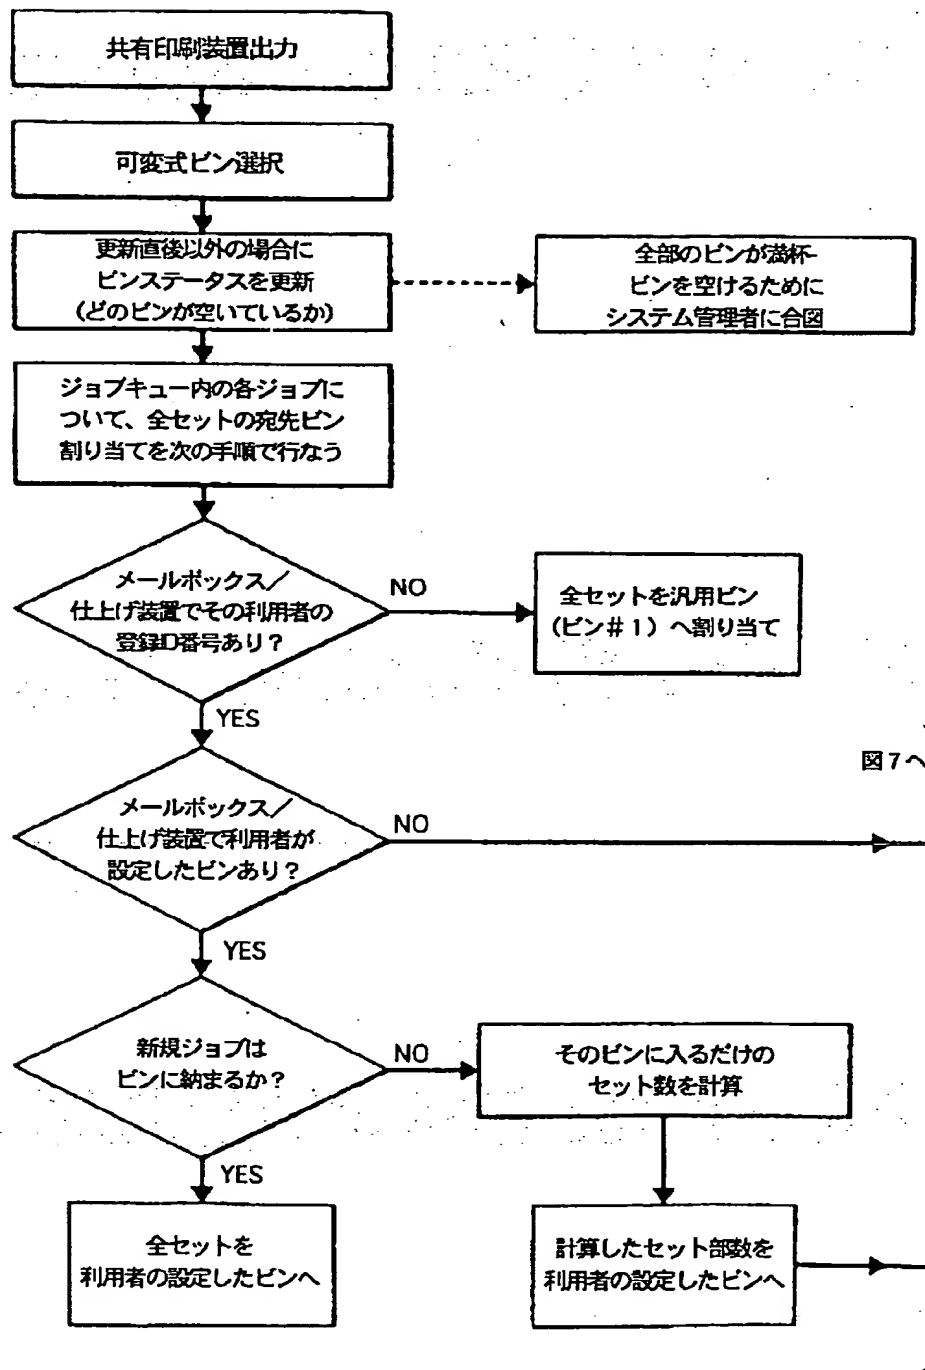 共有印刷装置出力
可変式ビン選択
更新直後以外の場合に
ビンステータスを更新
(どのビンが空いているか)
全部のビンが満杯-
ビンを空けるために
システム管理者に合図
ジョブキュー内の各ジョブに
ついて、全セットの宛先ビン
割り当てを次の手順で行なう
メールボックス/
仕上げ装置でその利用者の
登録ID番号あり?
NO
全セットを汎用ビン
(ビン#1)へ割り当て
YES
図7へ
メールボックス/
仕上げ装置で利用者が
設定したビンあり?
NO
YES
新規ジョブは
ビンに納まるか?
NO
そのビンに入るだけの
セット数を計算
YES
全セットを
利用者の設定したビンへ
計算したセット部数を
利用者の設定したビンへ